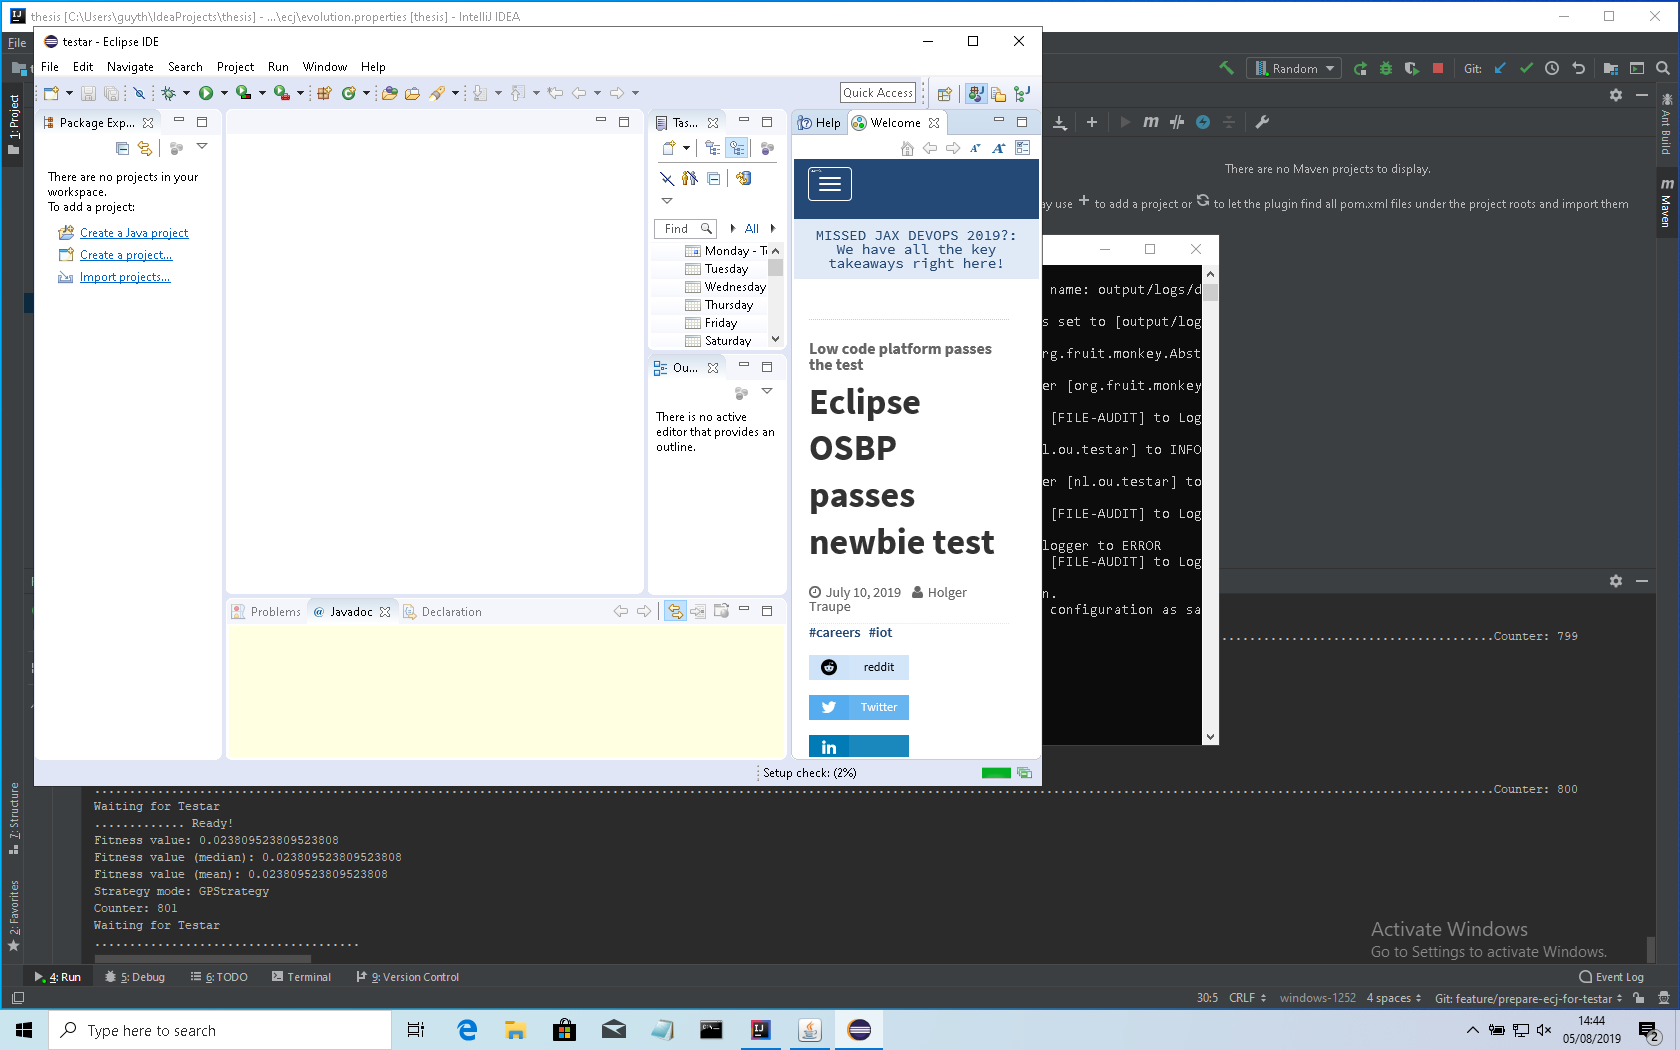 thesis [C:\Users\guyth\IdeaProjects\thesis] - ...\ecj\evolution.properties [thesis] - IntelliJ IDEA
File
testar - Eclipse IDE
File Edit Navigate Search Project Run Window Help
Quick Access
Random
Git:
1: Project
Ant Build
Maven
7: Structure
2: Favorites
Package Exp...
There are no projects in your
workspace.
To add a project:
Create a Java project
Create a project...
Import projects...
Tas...
Find
All
Monday - T
Tuesday
Wednesday
Thursday
Friday
Saturday
Ou...
There is no active
editor that provides an
outline.
Help
Welcome
MISSED JAX DEVOPS 2019?:
We have all the key
takeaways right here!
Low code platform passes
the test
Eclipse
OSBP
passes
newbie test
July 10, 2019 Holger
Traupe
#careers #iot
reddit
Twitter
in
Problems
@ Javadoc
Declaration
Setup check: (2%)
There are no Maven projects to display.
ay use + to add a project or to let the plugin find all pom.xml files under the project roots and import them
name: output/logs/d
s set to [output/log
rg.fruit.monkey.Abst
er [org.fruit.monkey
[FILE-AUDIT] to Log
l.ou.testar] to INFO
er [nl.ou.testar] to
[FILE-AUDIT] to Log
logger to ERROR
[FILE-AUDIT] to Log
n.
configuration as sa
Counter: 799
Counter: 800
Waiting for Testar
............. Ready!
Fitness value: 0.023809523809523808
Fitness value (median): 0.023809523809523808
Fitness value (mean): 0.023809523809523808
Strategy mode: GPStrategy
Counter: 801
Waiting for Testar
......................................
Activate Windows
Go to Settings to activate Windows.
4: Run
5: Debug
6: TODO
Terminal
9: Version Control
Event Log
30:5 CRLF windows-1252 4 spaces Git: feature/prepare-ecj-for-testar
Type here to search
14:44
05/08/2019
2